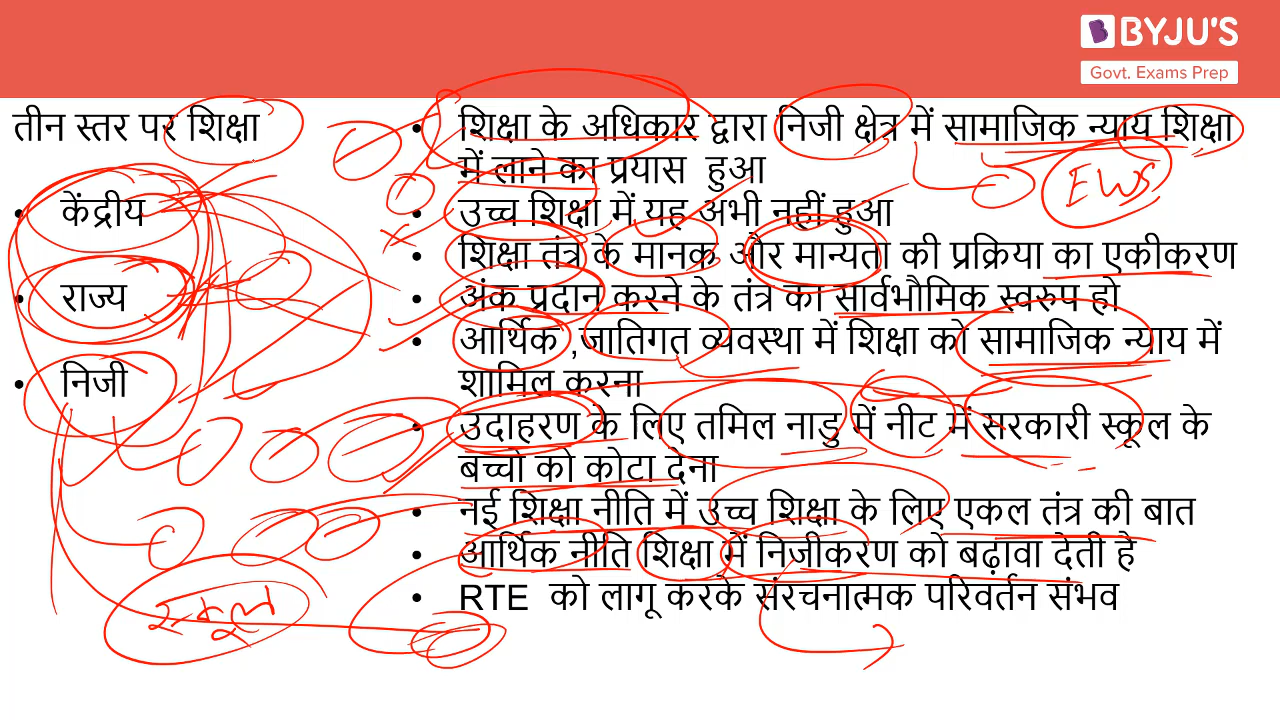 BYJU'S
Govt. Exams Prep
तीन स्तर पर शिक्षा
• केंद्रीय
• राज्य
• निजी
• शिक्षा के अधिकार द्वारा निजी क्षेत्र में सामाजिक न्याय शिक्षा
में लाने का प्रयास हुआ
• उच्च शिक्षा में यह अभी नहीं हुआ
• शिक्षा तंत्र के मानक और मान्यता की प्रक्रिया का एकीकरण
• अंक प्रदान करने के तंत्र का सार्वभौमिक स्वरुप हो
• आर्थिक ,जातिगत व्यवस्था में शिक्षा को सामाजिक न्याय में
शामिल करना
• उदाहरण के लिए तमिल नाडु में नीट में सरकारी स्कूल के
बच्चो को कोटा देना
• नई शिक्षा नीति में उच्च शिक्षा के लिए एकल तंत्र की बात
• आर्थिक नीति शिक्षा में निजीकरण को बढ़ावा देती है
• RTE को लागू करके संरचनात्मक परिवर्तन संभव
EWS
स्कूल